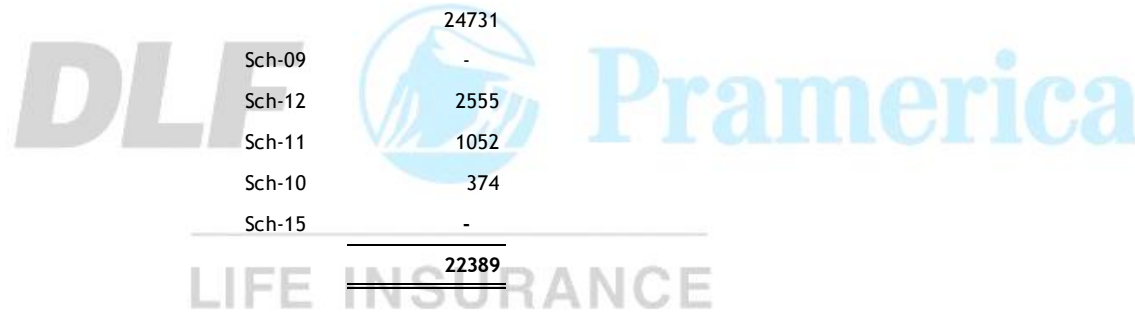 24731
Sch-09 -
Sch-12 2555
Sch-11 1052
Sch-10 374
Sch-15 -
22389
DLF Pramerica
LIFE INSURANCE